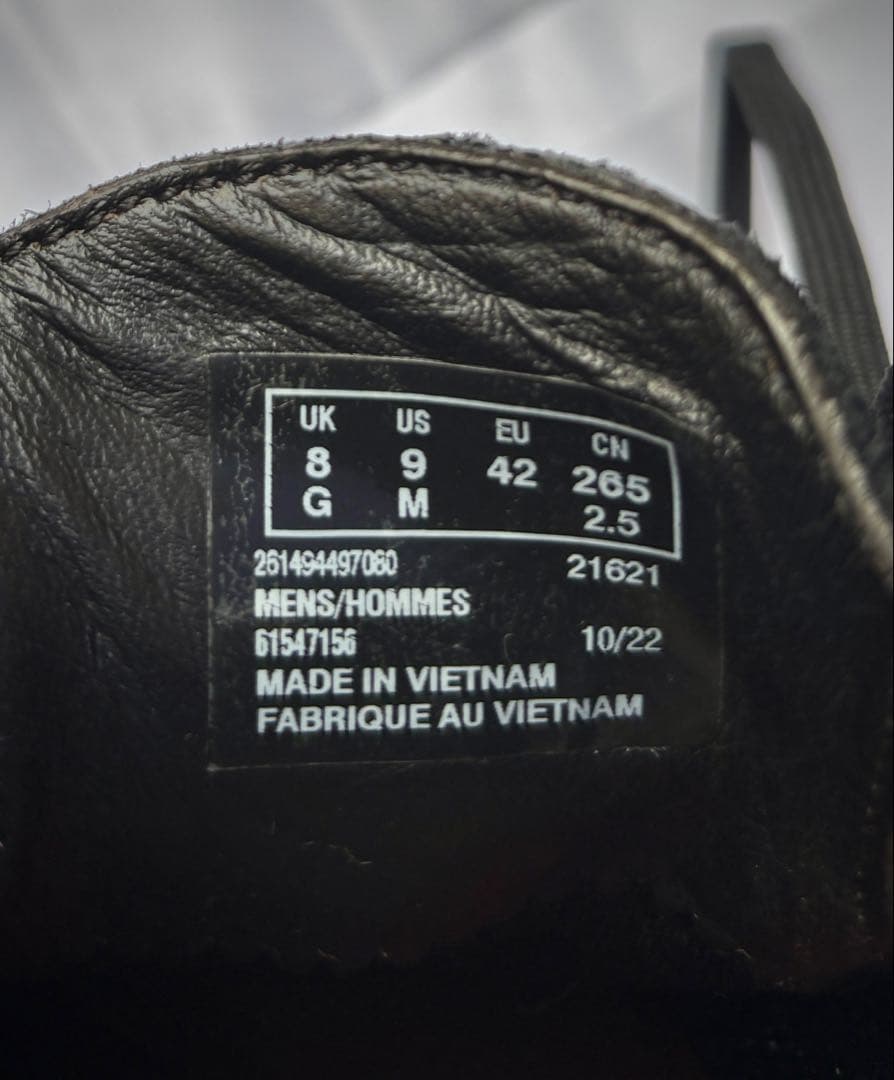 UK US EU CN
8 9 42 265
G M 2.5
261494497080 21621
MENS/HOMMES
61547156 10/22
MADE IN VIETNAM
FABRIQUE AU VIETNAM